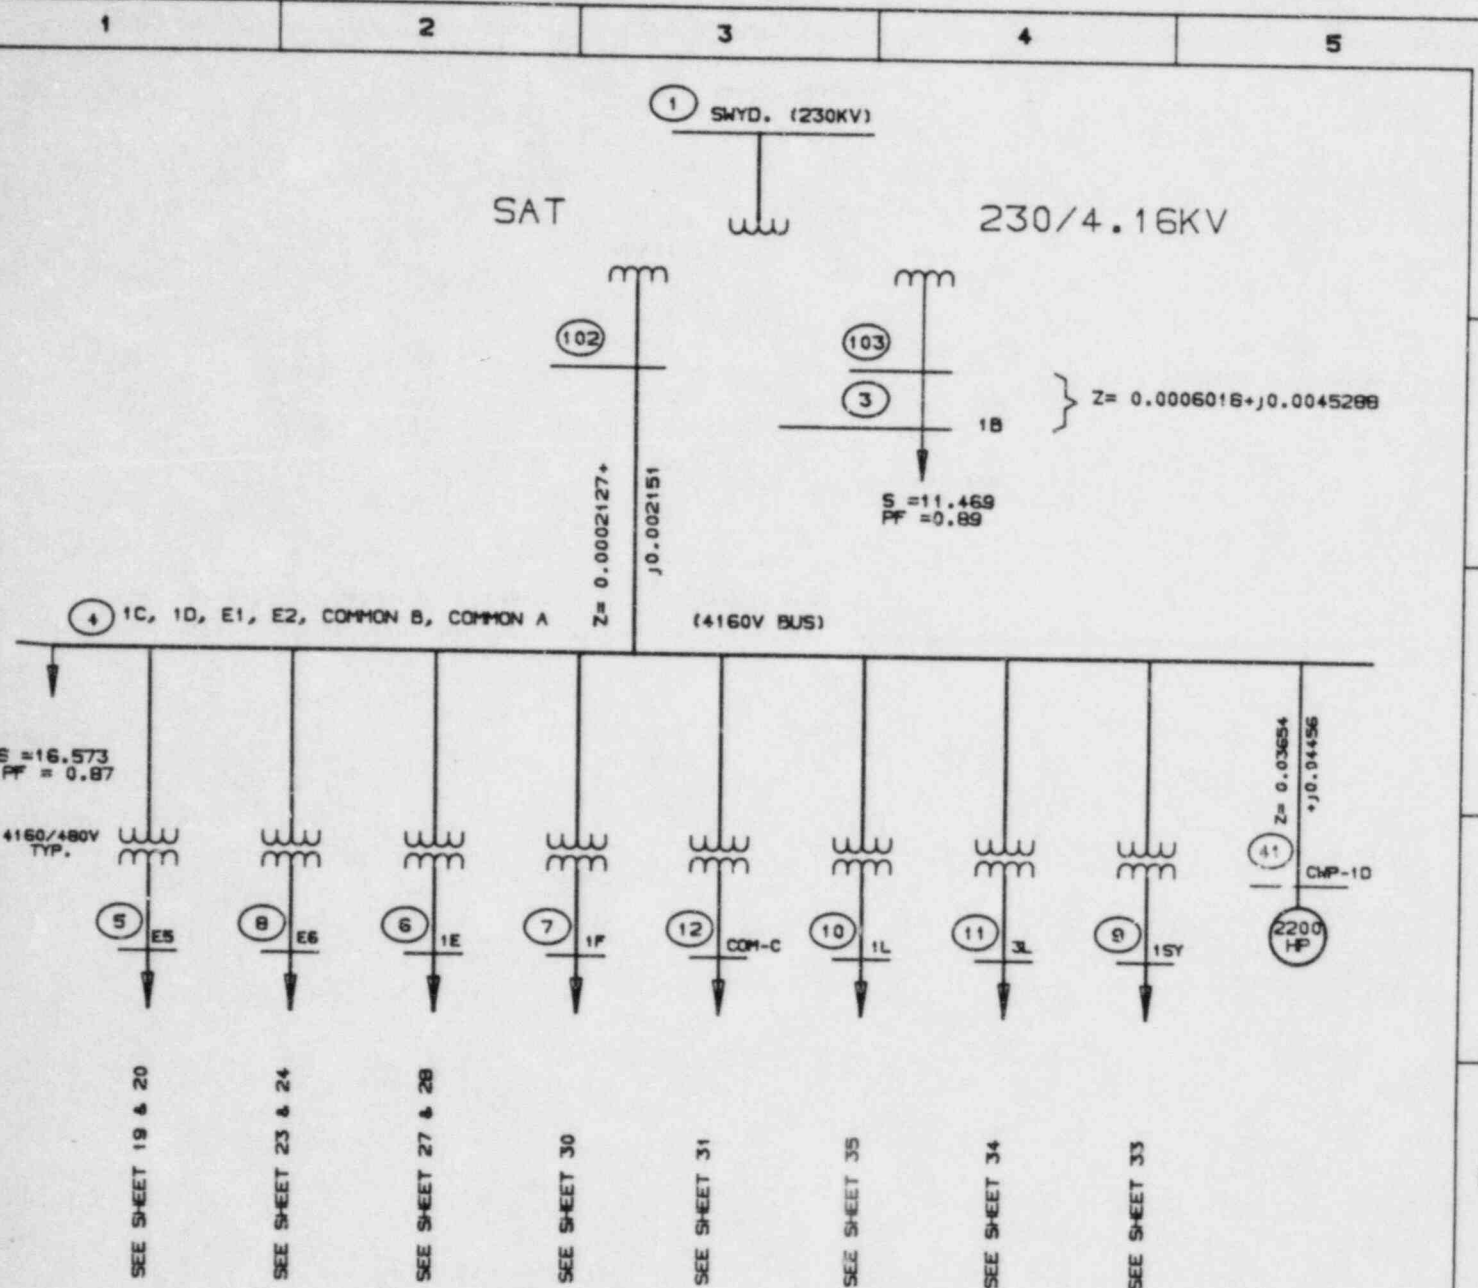 1 2 3 4 5
1 SWYD. (230KV)
SAT
230/4.16KV
102
103
3
1B
Z= 0.0006016+j0.0045288
S =11.469
PF =0.89
Z= 0.0002127+
j0.002151
4 1C, 1D, E1, E2, COMMON B, COMMON A
(4160V BUS)
S =16.573
PF = 0.87
4160/480V
TYP.
Z= 0.03654
+j0.04456
41
CWP-1D
2200
HP
5 E5
8 E6
6 1E
7 1F
12 COM-C
10 1L
11 3L
9 1SY
SEE SHEET 19 & 20
SEE SHEET 23 & 24
SEE SHEET 27 & 28
SEE SHEET 30
SEE SHEET 31
SEE SHEET 35
SEE SHEET 34
SEE SHEET 33